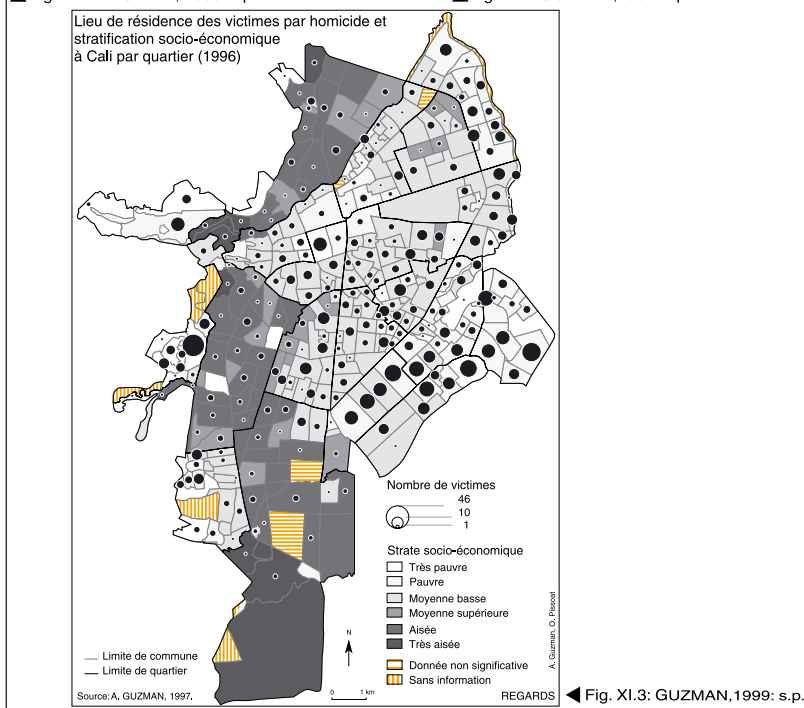 Lieu de résidence des victimes par homicide et
stratification socio-économique
à Cali par quartier (1996)
Nombre de victimes
46
10
1
Strate socio-économique
Très pauvre
Pauvre
Moyenne basse
Moyenne supérieure
Aisée
Très aisée
Donnée non significative
Sans information
A. Guzman, O. Pissoat
N
0 1 km
Limite de commune
Limite de quartier
Source: A. GUZMAN, 1997.
REGARDS
Fig. XI.3: GUZMAN,1999: s.p.